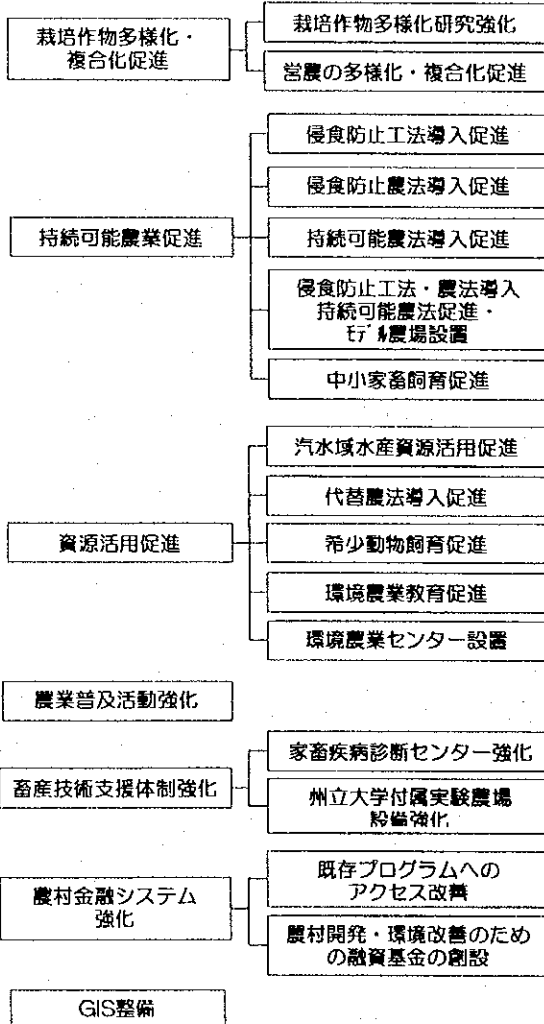 栽培作物多様化・
複合化促進
栽培作物多様化研究強化
営農の多様化・複合化促進
持続可能農業促進
侵食防止工法導入促進
侵食防止農法導入促進
持続可能農法導入促進
侵食防止工法・農法導入
持続可能農法促進・
モデル農場設置
中小家畜飼育促進
資源活用促進
汽水域水産資源活用促進
代替農法導入促進
希少動物飼育促進
環境農業教育促進
環境農業センター設置
農業普及活動強化
畜産技術支援体制強化
家畜疾病診断センター強化
州立大学付属実験農場
設備強化
農村金融システム
強化
既存プログラムへの
アクセス改善
農村開発・環境改善のため
の融資基金の創設
GIS整備